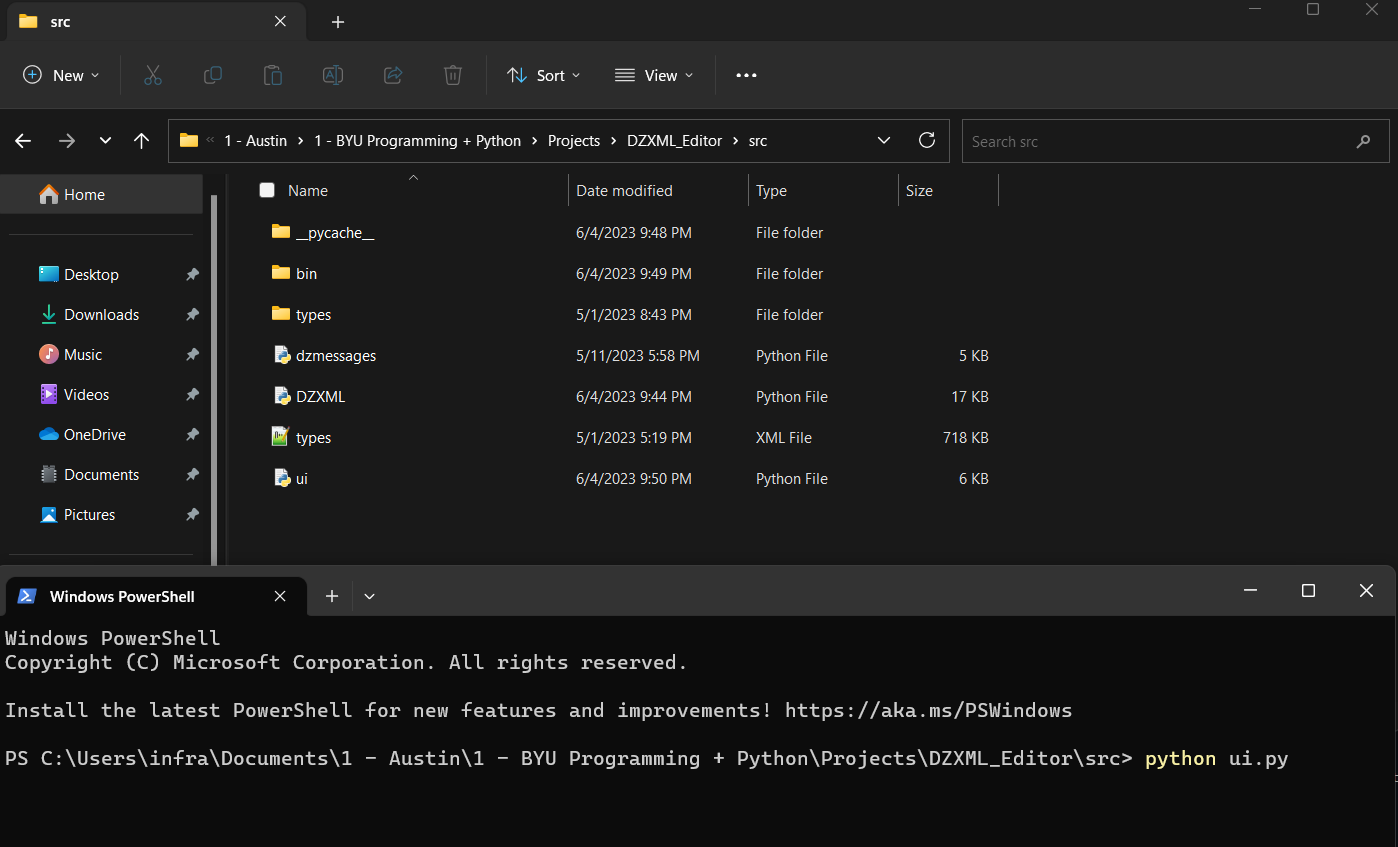 src
New
Sort
View
« 1 - Austin > 1 - BYU Programming + Python > Projects > DZXML_Editor > src
Search src
Home
Desktop
Downloads
Music
Videos
OneDrive
Documents
Pictures
Name Date modified Type Size
__pycache__ 6/4/2023 9:48 PM File folder
bin 6/4/2023 9:49 PM File folder
types 5/1/2023 8:43 PM File folder
dzmessages 5/11/2023 5:58 PM Python File 5 KB
DZXML 6/4/2023 9:44 PM Python File 17 KB
types 5/1/2023 5:19 PM XML File 718 KB
ui 6/4/2023 9:50 PM Python File 6 KB
Windows PowerShell
Windows PowerShell
Copyright (C) Microsoft Corporation. All rights reserved.
Install the latest PowerShell for new features and improvements! https://aka.ms/PSWindows
PS C:\Users\infra\Documents\1 - Austin\1 - BYU Programming + Python\Projects\DZXML_Editor\src> python ui.py